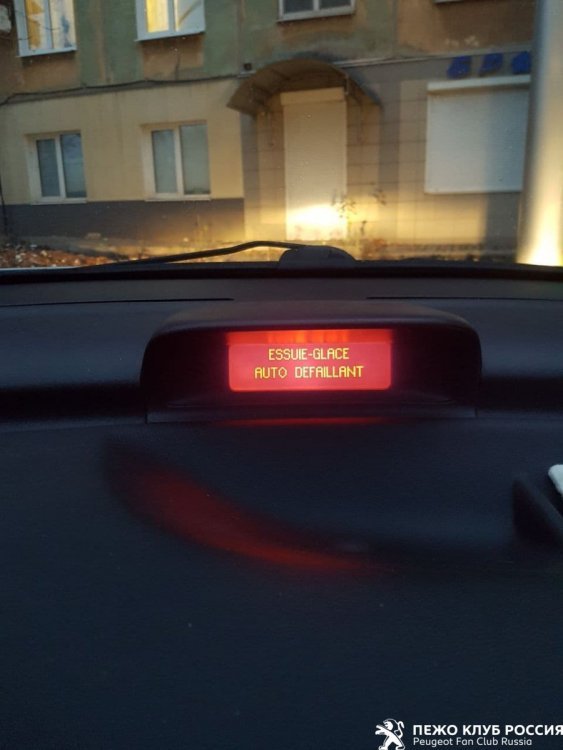 ESSUIE-GLACE
AUTO DEFAILLANT
ПЕЖО КЛУБ РОССИЯ
Peugeot Fan Club Russia